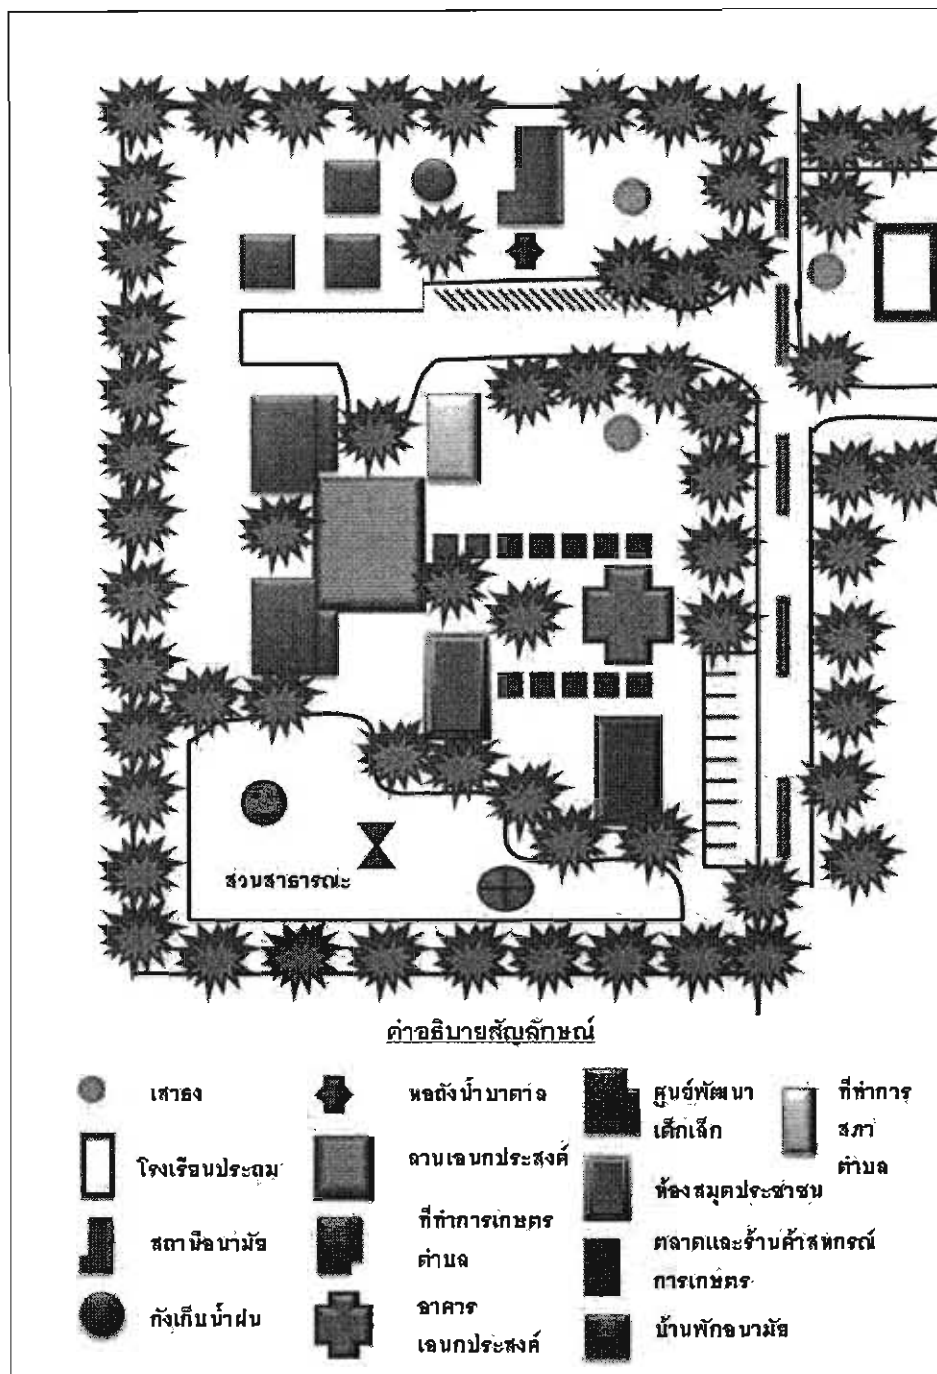 สวนสาธารณะ
คำอธิบายสัญลักษณ์
เสาธง
โรงเรียนประถม
สถานีอนามัย
ถังเก็บน้ำฝน
หอถังน้ำบาดาล
ลานเอนกประสงค์
ที่ทำการเกษตร
ตำบล
อาคาร
เอนกประสงค์
ศูนย์พัฒนา
เด็กเล็ก
ห้องสมุดประชาชน
ตลาดและร้านค้าสหกรณ์
การเกษตร
บ้านพักอนามัย
ที่ทำการ
สภา
ตำบล